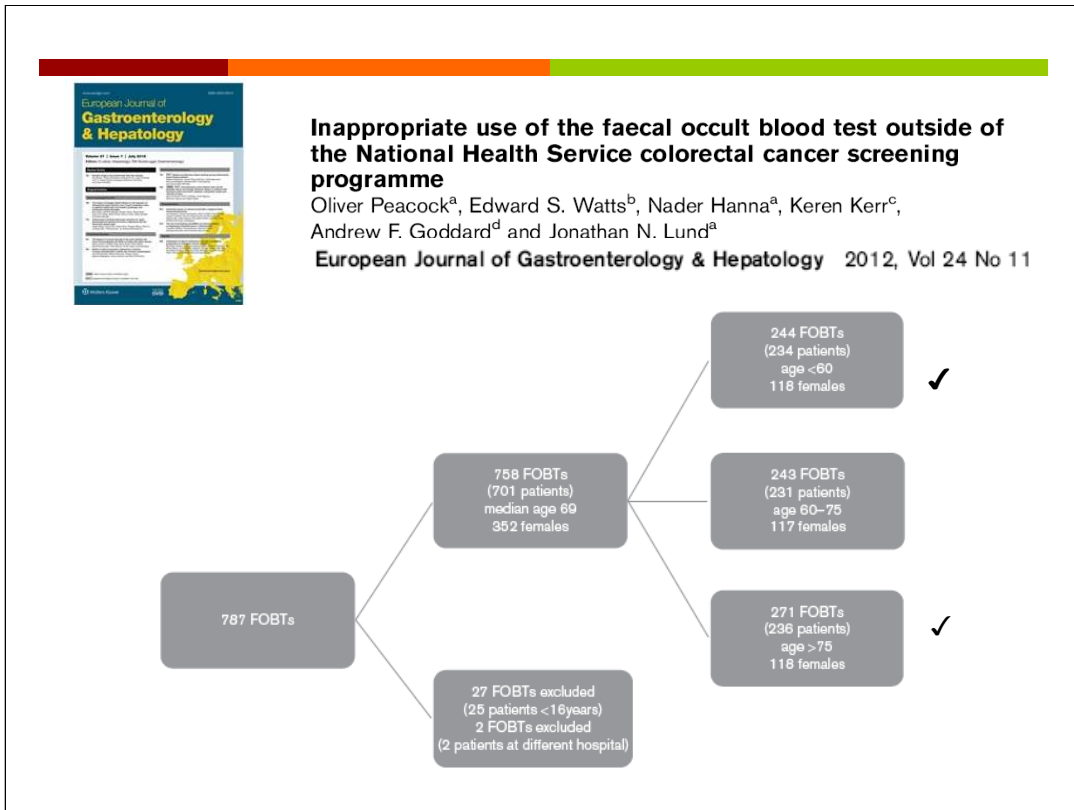 European Journal of
Gastroenterology
& Hepatology
Inappropriate use of the faecal occult blood test outside of
the National Health Service colorectal cancer screening
programme
Oliver Peacockᵃ, Edward S. Wattsᵇ, Nader Hannaᵃ, Keren Kerrᶜ,
Andrew F. Goddardᵈ and Jonathan N. Lundᵃ
European Journal of Gastroenterology & Hepatology 2012, Vol 24 No 11
787 FOBTs
758 FOBTs
(701 patients)
median age 69
352 females
27 FOBTs excluded
(25 patients <16years)
2 FOBTs excluded
(2 patients at different hospital)
244 FOBTs
(234 patients)
age <60
118 females
✓
243 FOBTs
(231 patients)
age 60–75
117 females
271 FOBTs
(236 patients)
age >75
118 females
✓